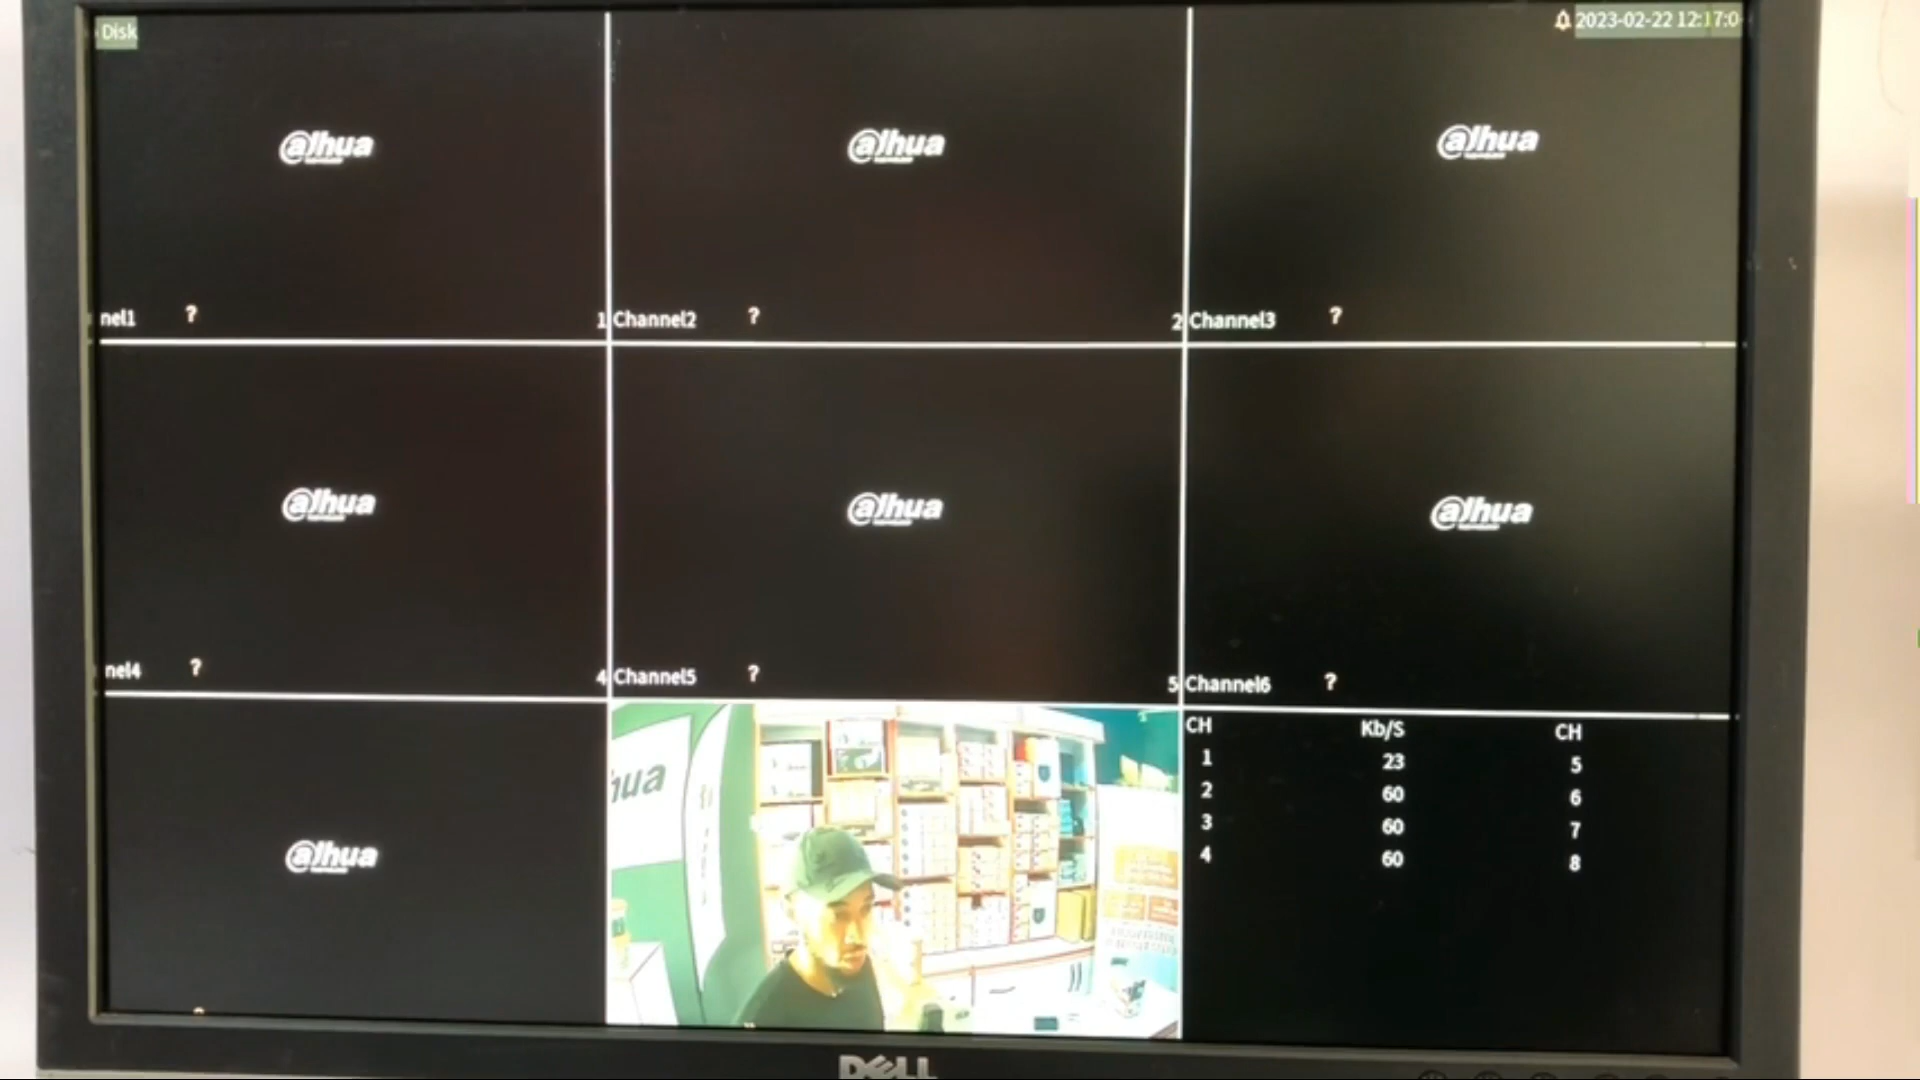 Disk
2023-02-22 12:17:0
alhua
alhua
alhua
nel1 ?
1 Channel2 ?
2 Channel3 ?
alhua
alhua
alhua
nel4 ?
4 Channel5 ?
5 Channel6 ?
alhua
hua
CH Kb/S CH
1 23 5
2 60 6
3 60 7
4 60 8
DELL